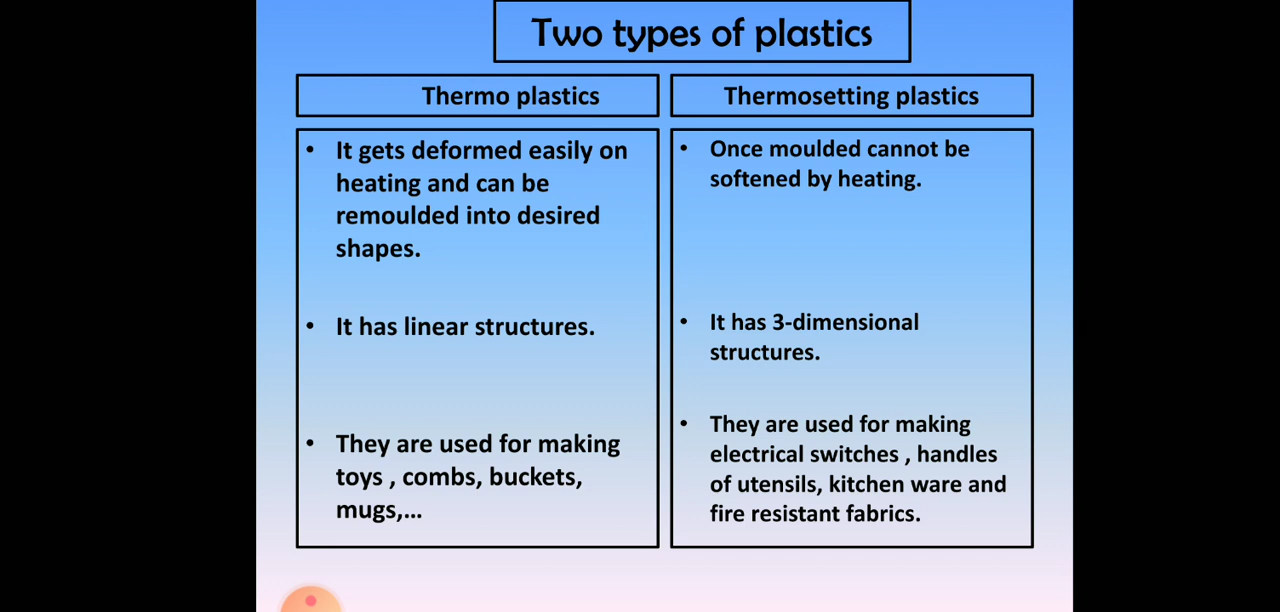 Two types of plastics
Thermo plastics
• It gets deformed easily on
heating and can be
remoulded into desired
shapes.
• It has linear structures.
• They are used for making
toys , combs, buckets,
mugs,...
Thermosetting plastics
• Once moulded cannot be
softened by heating.
• It has 3-dimensional
structures.
• They are used for making
electrical switches , handles
of utensils, kitchen ware and
fire resistant fabrics.